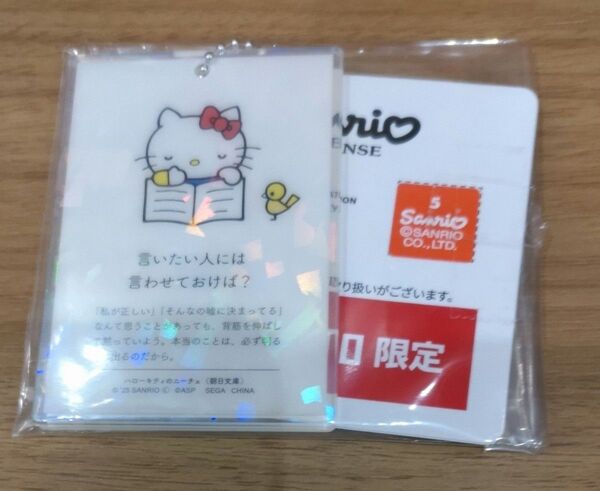 言いたい人には
言わせておけば？
「私が正しい」「そんなの嘘に決まってる」
なんて思うことがあっても、背筋を伸ばし
て黙っていよう。本当のことは、必ず
出るのだから。
ハローキティのニーチェ（朝日文庫）
©'25 SANRIO Ⓛ ©ASP SEGA CHINA
ENSE
5
Sanrio
©SANRIO
CO., LTD.
り扱いがございます。
限定